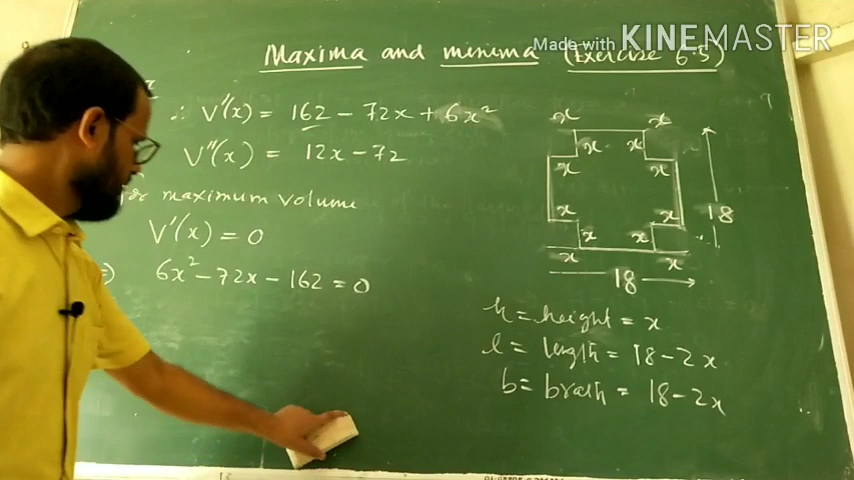 Made with KINEMASTER
Maxima and minima (Exercise 6.5)
∴ V'(x) = 162 - 72x + 6x²
V"(x) = 12x - 72
for maximum volume
V'(x) = 0
⇒) 6x² - 72x - 162 = 0
x x
x x
x x
x x
x x
x x
18
18
h = height = x
l = length = 18 - 2x
b = brath = 18 - 2x